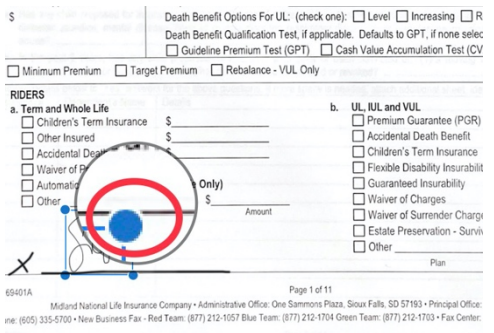 $
Death Benefit Options For UL: (check one): Level Increasing R
Death Benefit Qualification Test, if applicable. Defaults to GPT, if none selec
Guideline Premium Test (GPT) Cash Value Accumulation Test (CV
Minimum Premium Target Premium Rebalance - VUL Only
RIDERS
a. Term and Whole Life
Children's Term Insurance $
Other Insured $
Accidental Deat
Waiver of P
Automatic Only)
Other $
Amount
b. UL, IUL and VUL
Premium Guarantee (PGR)
Accidental Death Benefit
Children's Term Insurance
Flexible Disability Insurabilit
Guaranteed Insurability
Waiver of Charges
Waiver of Surrender Charge
Estate Preservation - Surviv
Other
Plan
X
69401A Page 1 of 11
Midland National Life Insurance Company • Administrative Office: One Sammons Plaza, Sioux Falls, SD 57193 • Principal Office:
ne: (605) 335-5700 • New Business Fax - Red Team: (877) 212-1057 Blue Team: (877) 212-1704 Green Team: (877) 212-1703 • Fax Center: